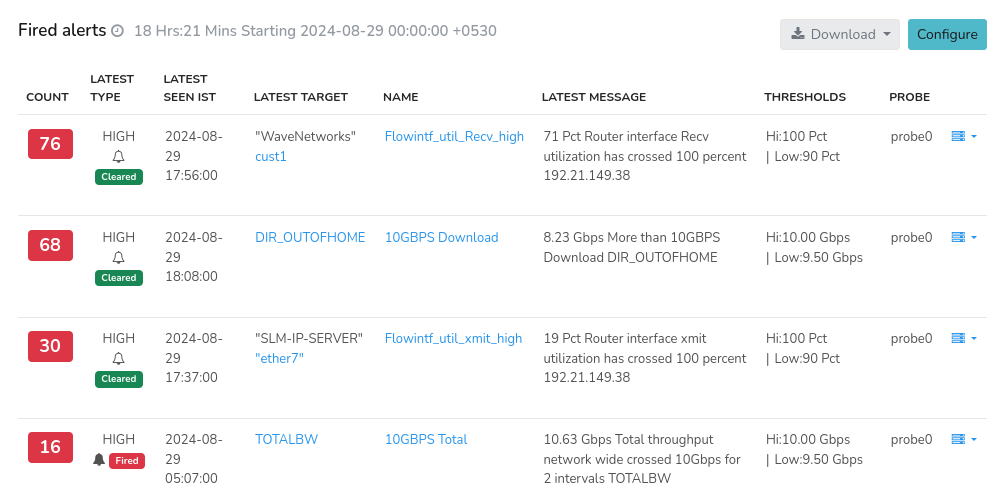 Fired alerts 18 Hrs:21 Mins Starting 2024-08-29 00:00:00 +0530
Download Configure
COUNT LATEST TYPE LATEST SEEN IST LATEST TARGET NAME LATEST MESSAGE THRESHOLDS PROBE
76 HIGH 2024-08- "WaveNetworks" Flowintf_util_Recv_high 71 Pct Router interface Recv Hi:100 Pct probe0
29 cust1 utilization has crossed 100 percent | Low:90 Pct
Cleared 17:56:00 192.21.149.38
68 HIGH 2024-08- DIR_OUTOFHOME 10GBPS Download 8.23 Gbps More than 10GBPS Hi:10.00 Gbps probe0
29 Download DIR_OUTOFHOME | Low:9.50 Gbps
Cleared 18:08:00
30 HIGH 2024-08- "SLM-IP-SERVER" Flowintf_util_xmit_high 19 Pct Router interface xmit Hi:100 Pct probe0
29 "ether7" utilization has crossed 100 percent | Low:90 Pct
Cleared 17:37:00 192.21.149.38
16 HIGH 2024-08- TOTALBW 10GBPS Total 10.63 Gbps Total throughput Hi:10.00 Gbps probe0
Fired 29 network wide crossed 10Gbps for | Low:9.50 Gbps
05:07:00 2 intervals TOTALBW